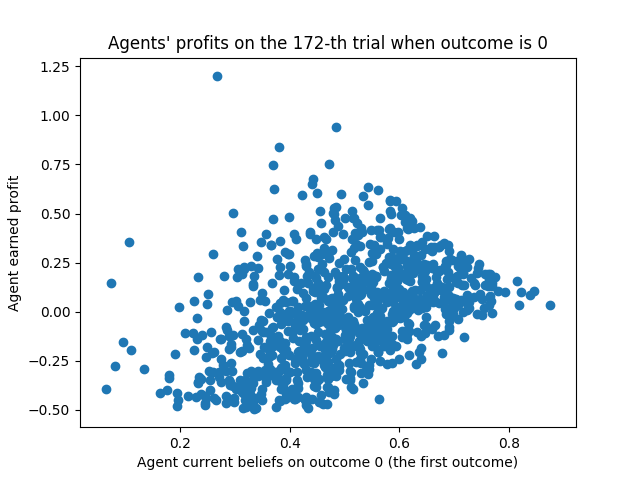 Agents' profits on the 172-th trial when outcome is 0
1.25
1.00
0.75
0.50
0.25
0.00
−0.25
−0.50
Agent earned profit
0.2 0.4 0.6 0.8
Agent current beliefs on outcome 0 (the first outcome)